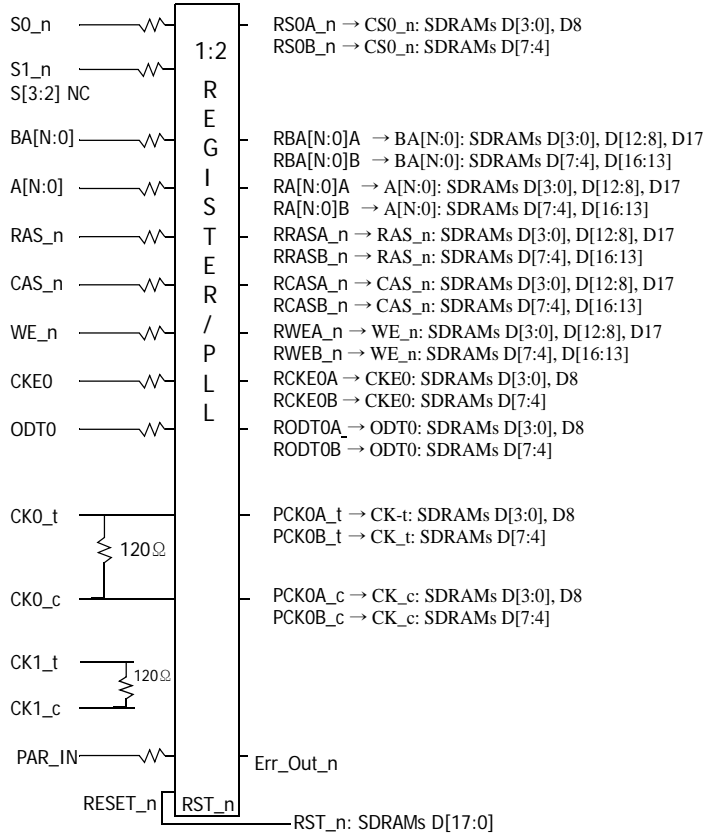 S0_n
RS0A_n → CS0_n: SDRAMs D[3:0], D8
RS0B_n → CS0_n: SDRAMs D[7:4]
1:2
S1_n
S[3:2] NC
REGISTER/PLL
BA[N:0]
RBA[N:0]A → BA[N:0]: SDRAMs D[3:0], D[12:8], D17
RBA[N:0]B → BA[N:0]: SDRAMs D[7:4], D[16:13]
A[N:0]
RA[N:0]A → A[N:0]: SDRAMs D[3:0], D[12:8], D17
RA[N:0]B → A[N:0]: SDRAMs D[7:4], D[16:13]
RAS_n
RRASA_n → RAS_n: SDRAMs D[3:0], D[12:8], D17
RRASB_n → RAS_n: SDRAMs D[7:4], D[16:13]
CAS_n
RCASA_n → CAS_n: SDRAMs D[3:0], D[12:8], D17
RCASB_n → CAS_n: SDRAMs D[7:4], D[16:13]
WE_n
RWEA_n → WE_n: SDRAMs D[3:0], D[12:8], D17
RWEB_n → WE_n: SDRAMs D[7:4], D[16:13]
CKE0
RCKE0A → CKE0: SDRAMs D[3:0], D8
RCKE0B → CKE0: SDRAMs D[7:4]
ODT0
RODT0A_→ ODT0: SDRAMs D[3:0], D8
RODT0B → ODT0: SDRAMs D[7:4]
CK0_t
PCK0A_t → CK-t: SDRAMs D[3:0], D8
PCK0B_t → CK_t: SDRAMs D[7:4]
120Ω
CK0_c
PCK0A_c → CK_c: SDRAMs D[3:0], D8
PCK0B_c → CK_c: SDRAMs D[7:4]
CK1_t
120Ω
CK1_c
PAR_IN
Err_Out_n
RESET_n
RST_n
RST_n: SDRAMs D[17:0]